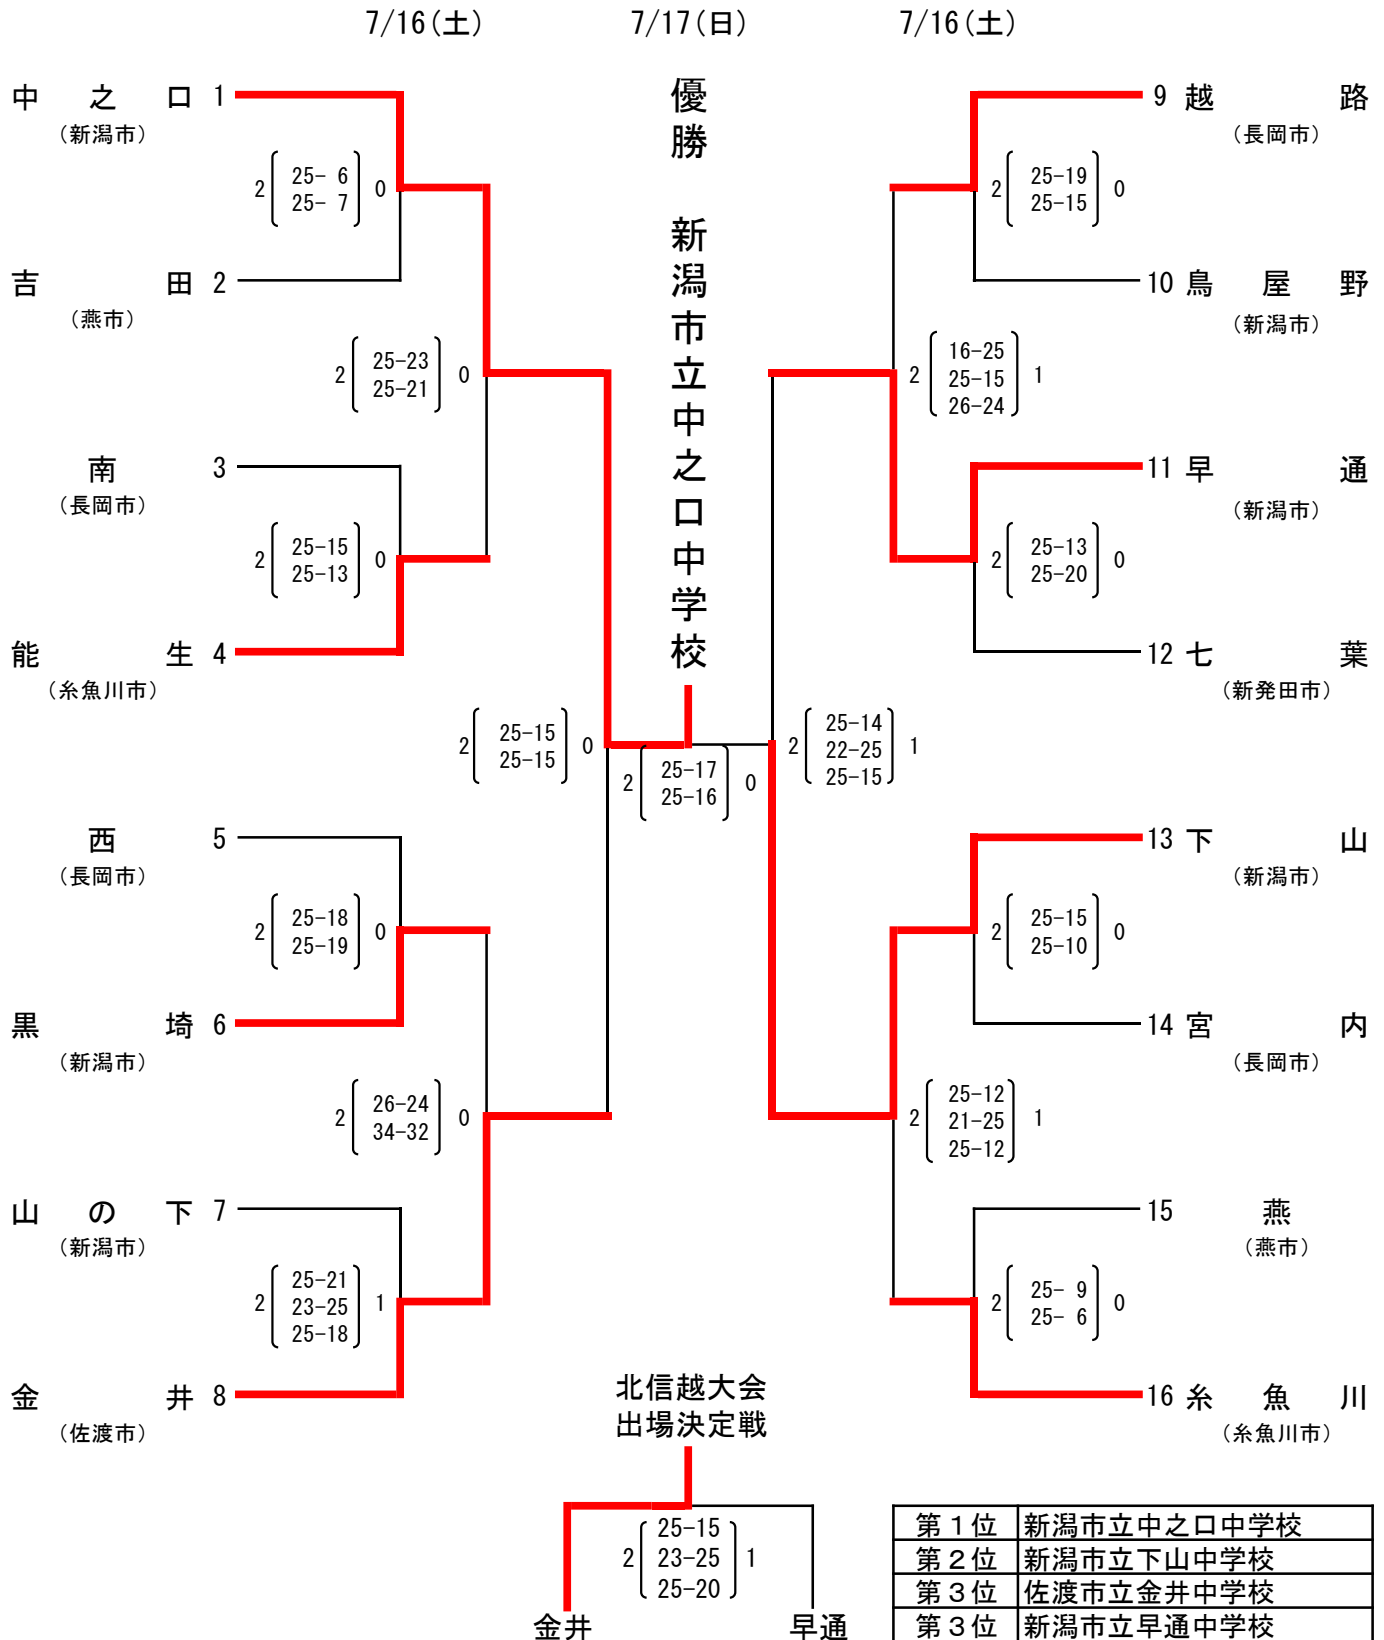 7/16(土) 7/17(日) 7/16(土)
優勝 新潟市立中之口中学校
中之口 1
(新潟市)
2 25- 6 0
25- 7
吉田 2
(燕市)
2 25-23 0
25-21
南 3
(長岡市)
2 25-15 0
25-13
能生 4
(糸魚川市)
2 25-15 0
25-15
西 5
(長岡市)
2 25-18 0
25-19
黒埼 6
(新潟市)
2 26-24 0
34-32
山の下 7
(新潟市)
2 25-21 1
23-25
25-18
金井 8
(佐渡市)
2 25-17 0
25-16
9 越路
(長岡市)
2 25-19 0
25-15
10 鳥屋野
(新潟市)
2 16-25 1
25-15
26-24
11 早通
(新潟市)
2 25-13 0
25-20
12 七葉
(新発田市)
2 25-14 1
22-25
25-15
13 下山
(新潟市)
2 25-15 0
25-10
14 宮内
(長岡市)
2 25-12 1
21-25
25-12
15 燕
(燕市)
2 25- 9 0
25- 6
16 糸魚川
(糸魚川市)
北信越大会
出場決定戦
2 25-15 1
23-25
25-20
金井 早通
第1位 新潟市立中之口中学校
第2位 新潟市立下山中学校
第3位 佐渡市立金井中学校
第3位 新潟市立早通中学校